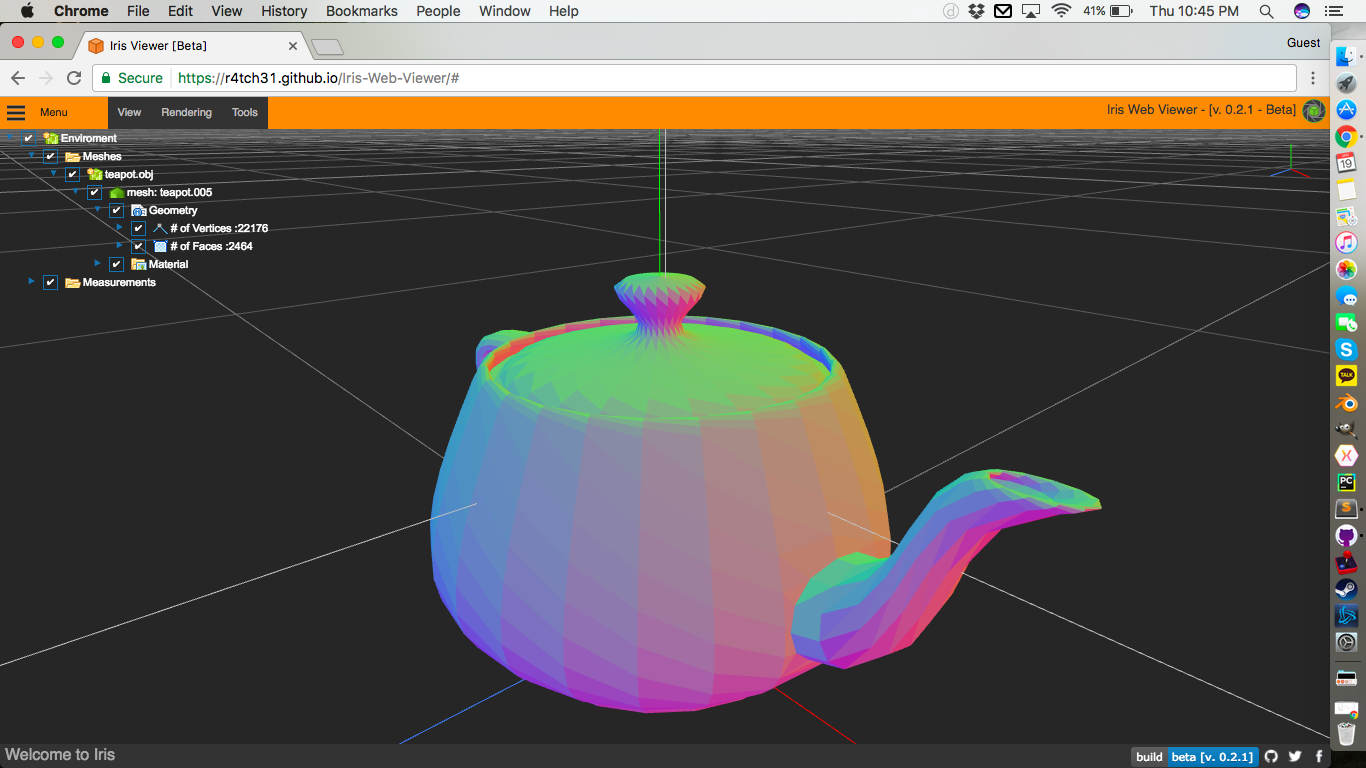 Chrome File Edit View History Bookmarks People Window Help 41% Thu 10:45 PM
Iris Viewer [Beta] Guest
Secure https://r4tch31.github.io/Iris-Web-Viewer/#
Menu View Rendering Tools Iris Web Viewer - [v. 0.2.1 - Beta]
Enviroment
Meshes
teapot.obj
mesh: teapot.005
Geometry
# of Vertices :22176
# of Faces :2464
Material
Measurements
19
TALK
PC
Welcome to Iris build beta [v. 0.2.1]